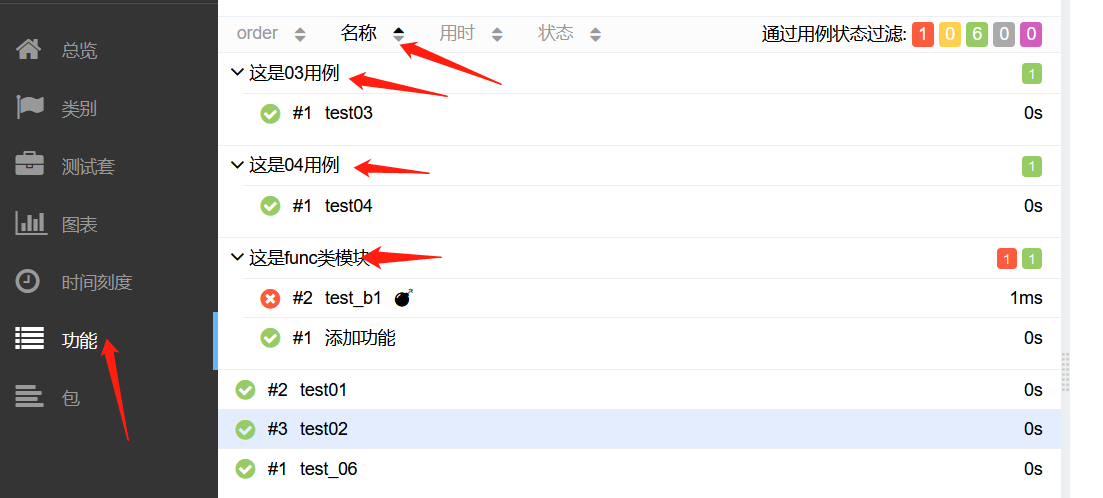 总览
类别
测试套
图表
时间刻度
功能
包
order 名称 用时 状态 通过用例状态过滤: 1 0 6 0 0
这是03用例 1
#1 test03 0s
这是04用例 1
#1 test04 0s
这是func类模块 1 1
#2 test_b1 1ms
#1 添加功能 0s
#2 test01 0s
#3 test02 0s
#1 test_06 0s